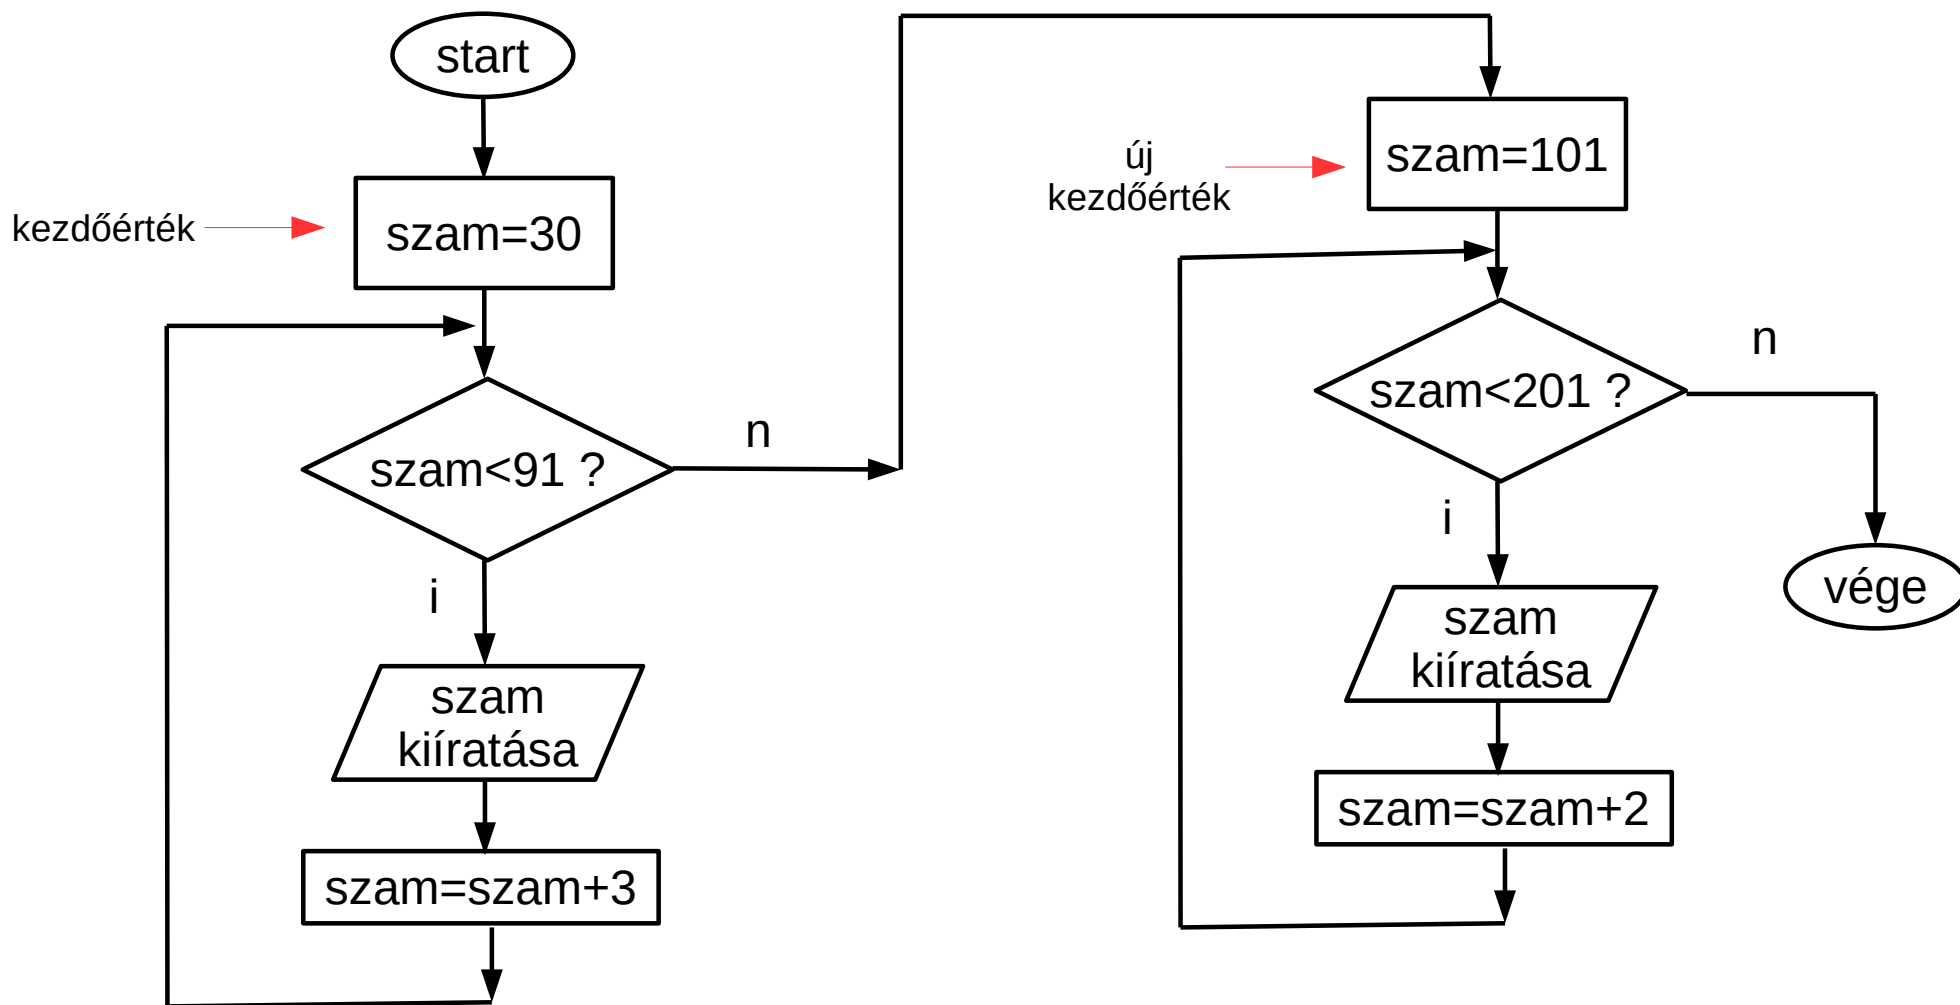 start
kezdőérték
szam=30
szam<91 ?
n
i
szam
kiíratása
szam=szam+3
új
kezdőérték
szam=101
szam<201 ?
n
i
szam
kiíratása
szam=szam+2
vége